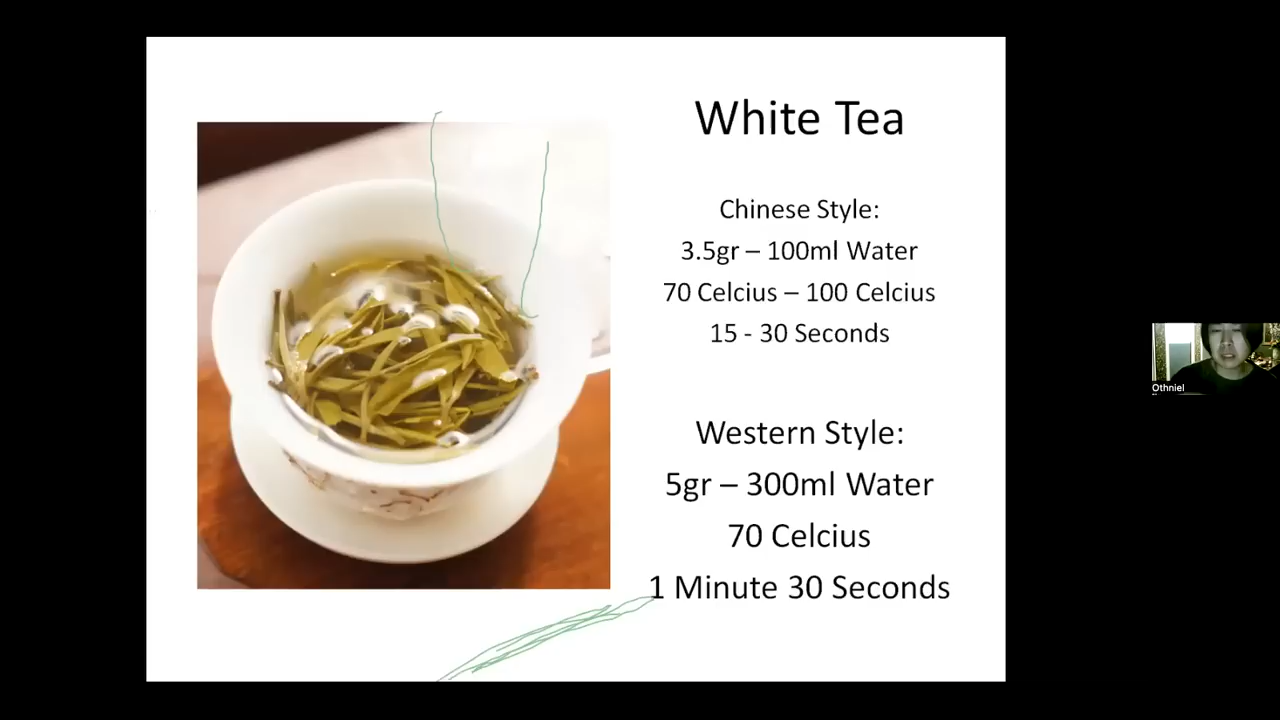 White Tea
Chinese Style:
3.5gr – 100ml Water
70 Celcius – 100 Celcius
15 - 30 Seconds
Western Style:
5gr – 300ml Water
70 Celcius
1 Minute 30 Seconds
Othniel